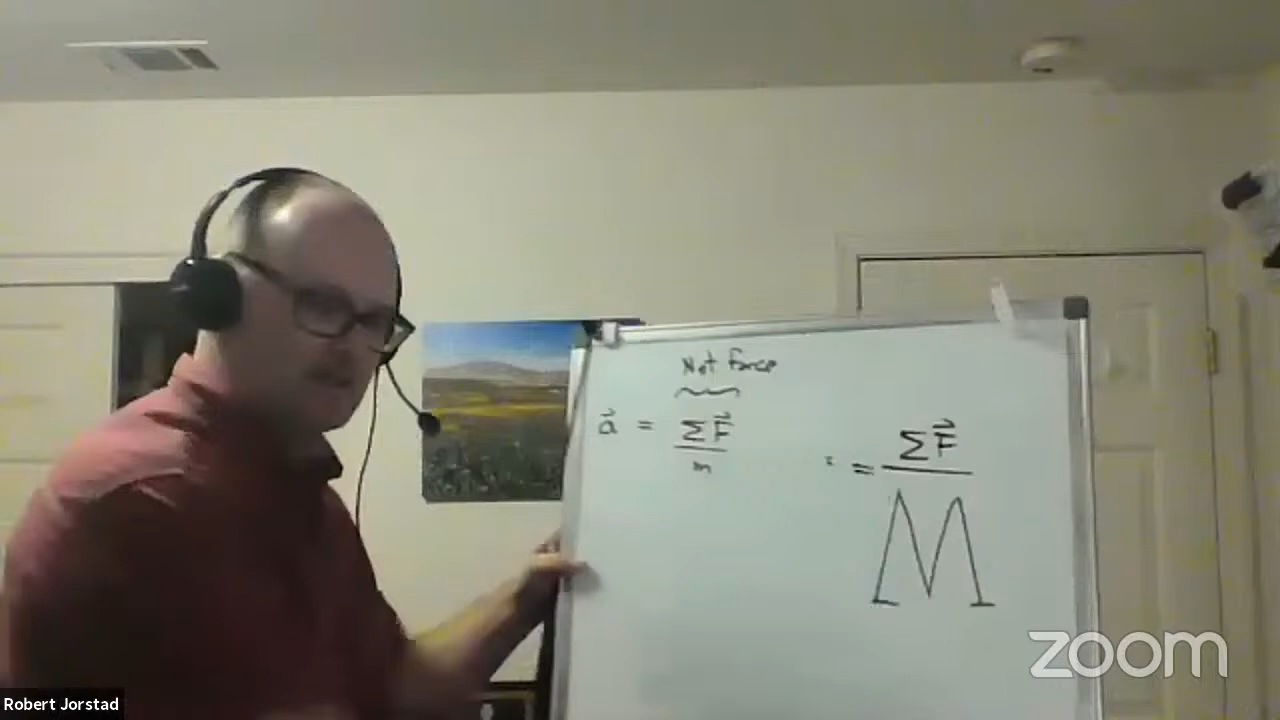 Net Force
a⃗ = ΣF⃗ / m
= ΣF⃗ / M
zoom
Robert Jorstad